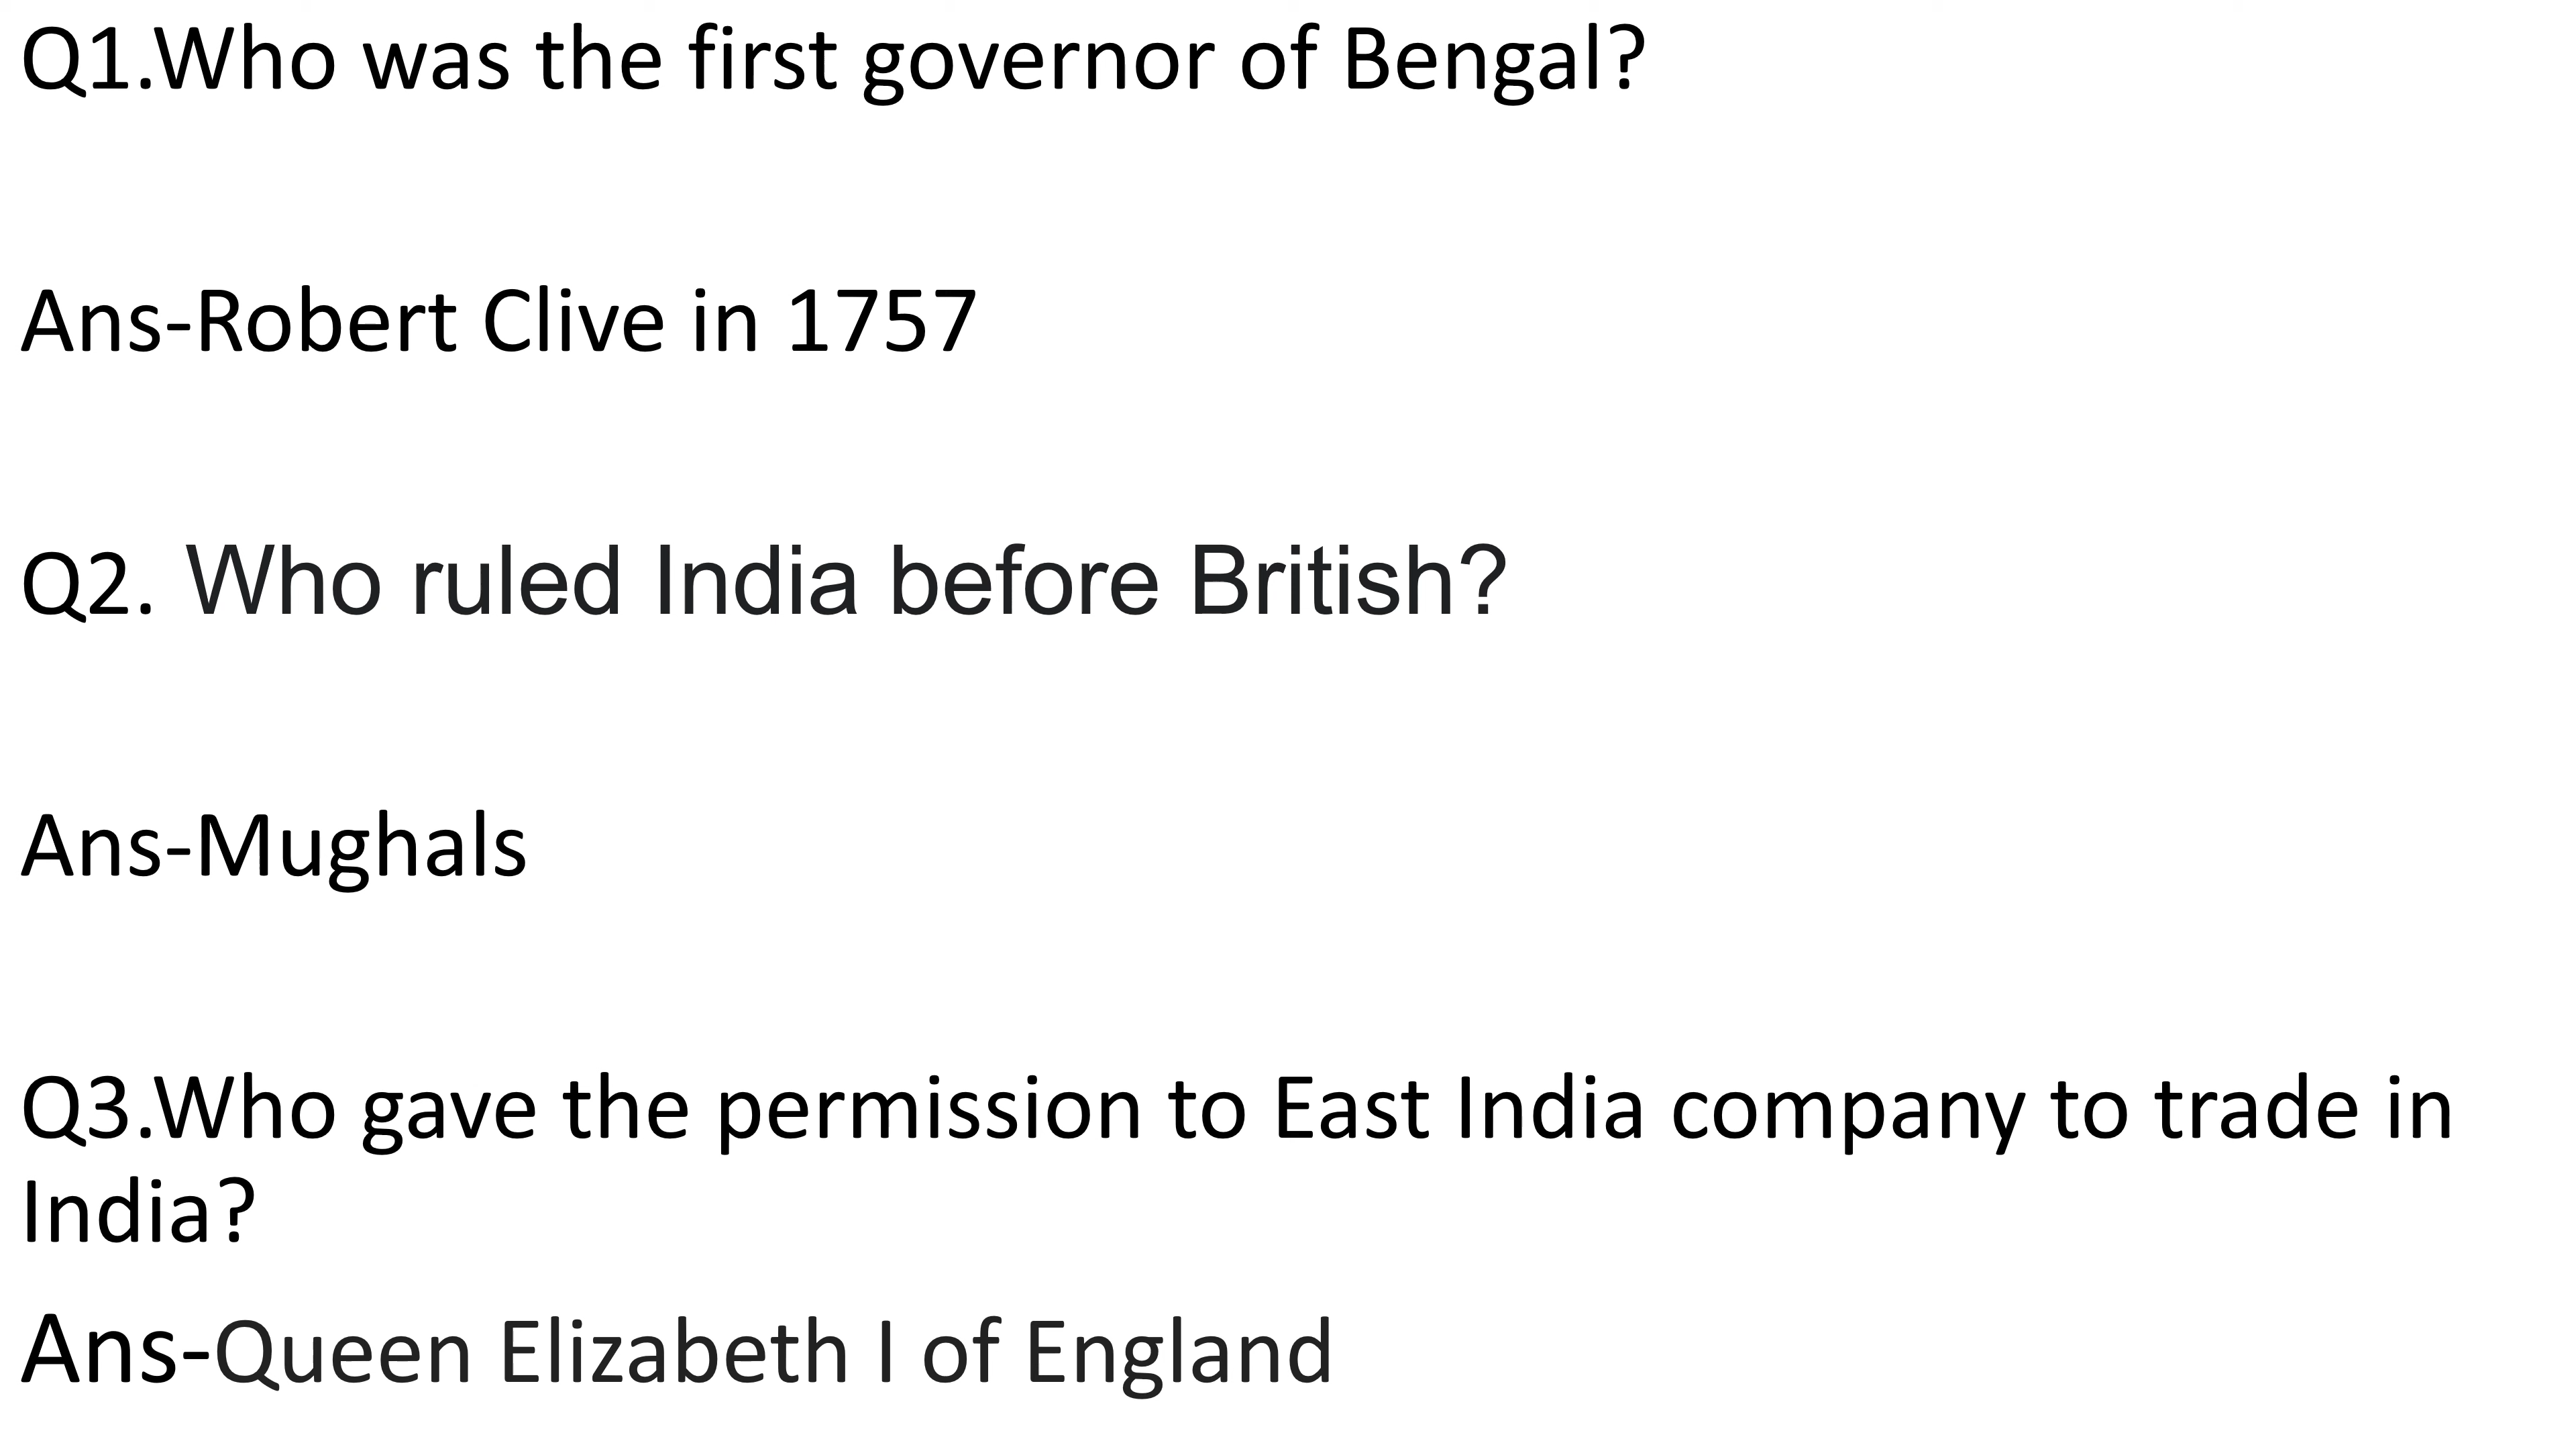 Q1.Who was the first governor of Bengal?
Ans-Robert Clive in 1757
Q2. Who ruled India before British?
Ans-Mughals
Q3.Who gave the permission to East India company to trade in
India?
Ans-Queen Elizabeth I of England